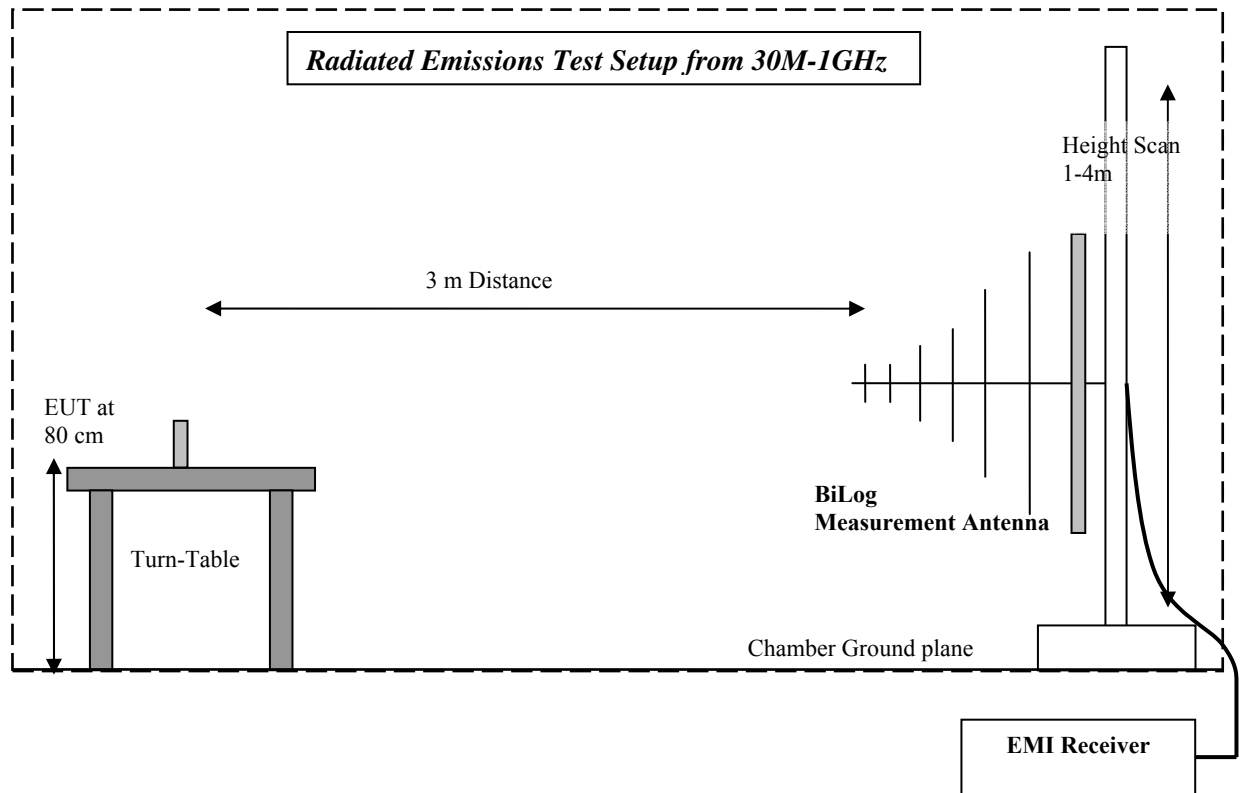 Radiated Emissions Test Setup from 30M-1GHz
Height Scan
1-4m
3 m Distance
EUT at
80 cm
BiLog
Measurement Antenna
Turn-Table
Chamber Ground plane
EMI Receiver